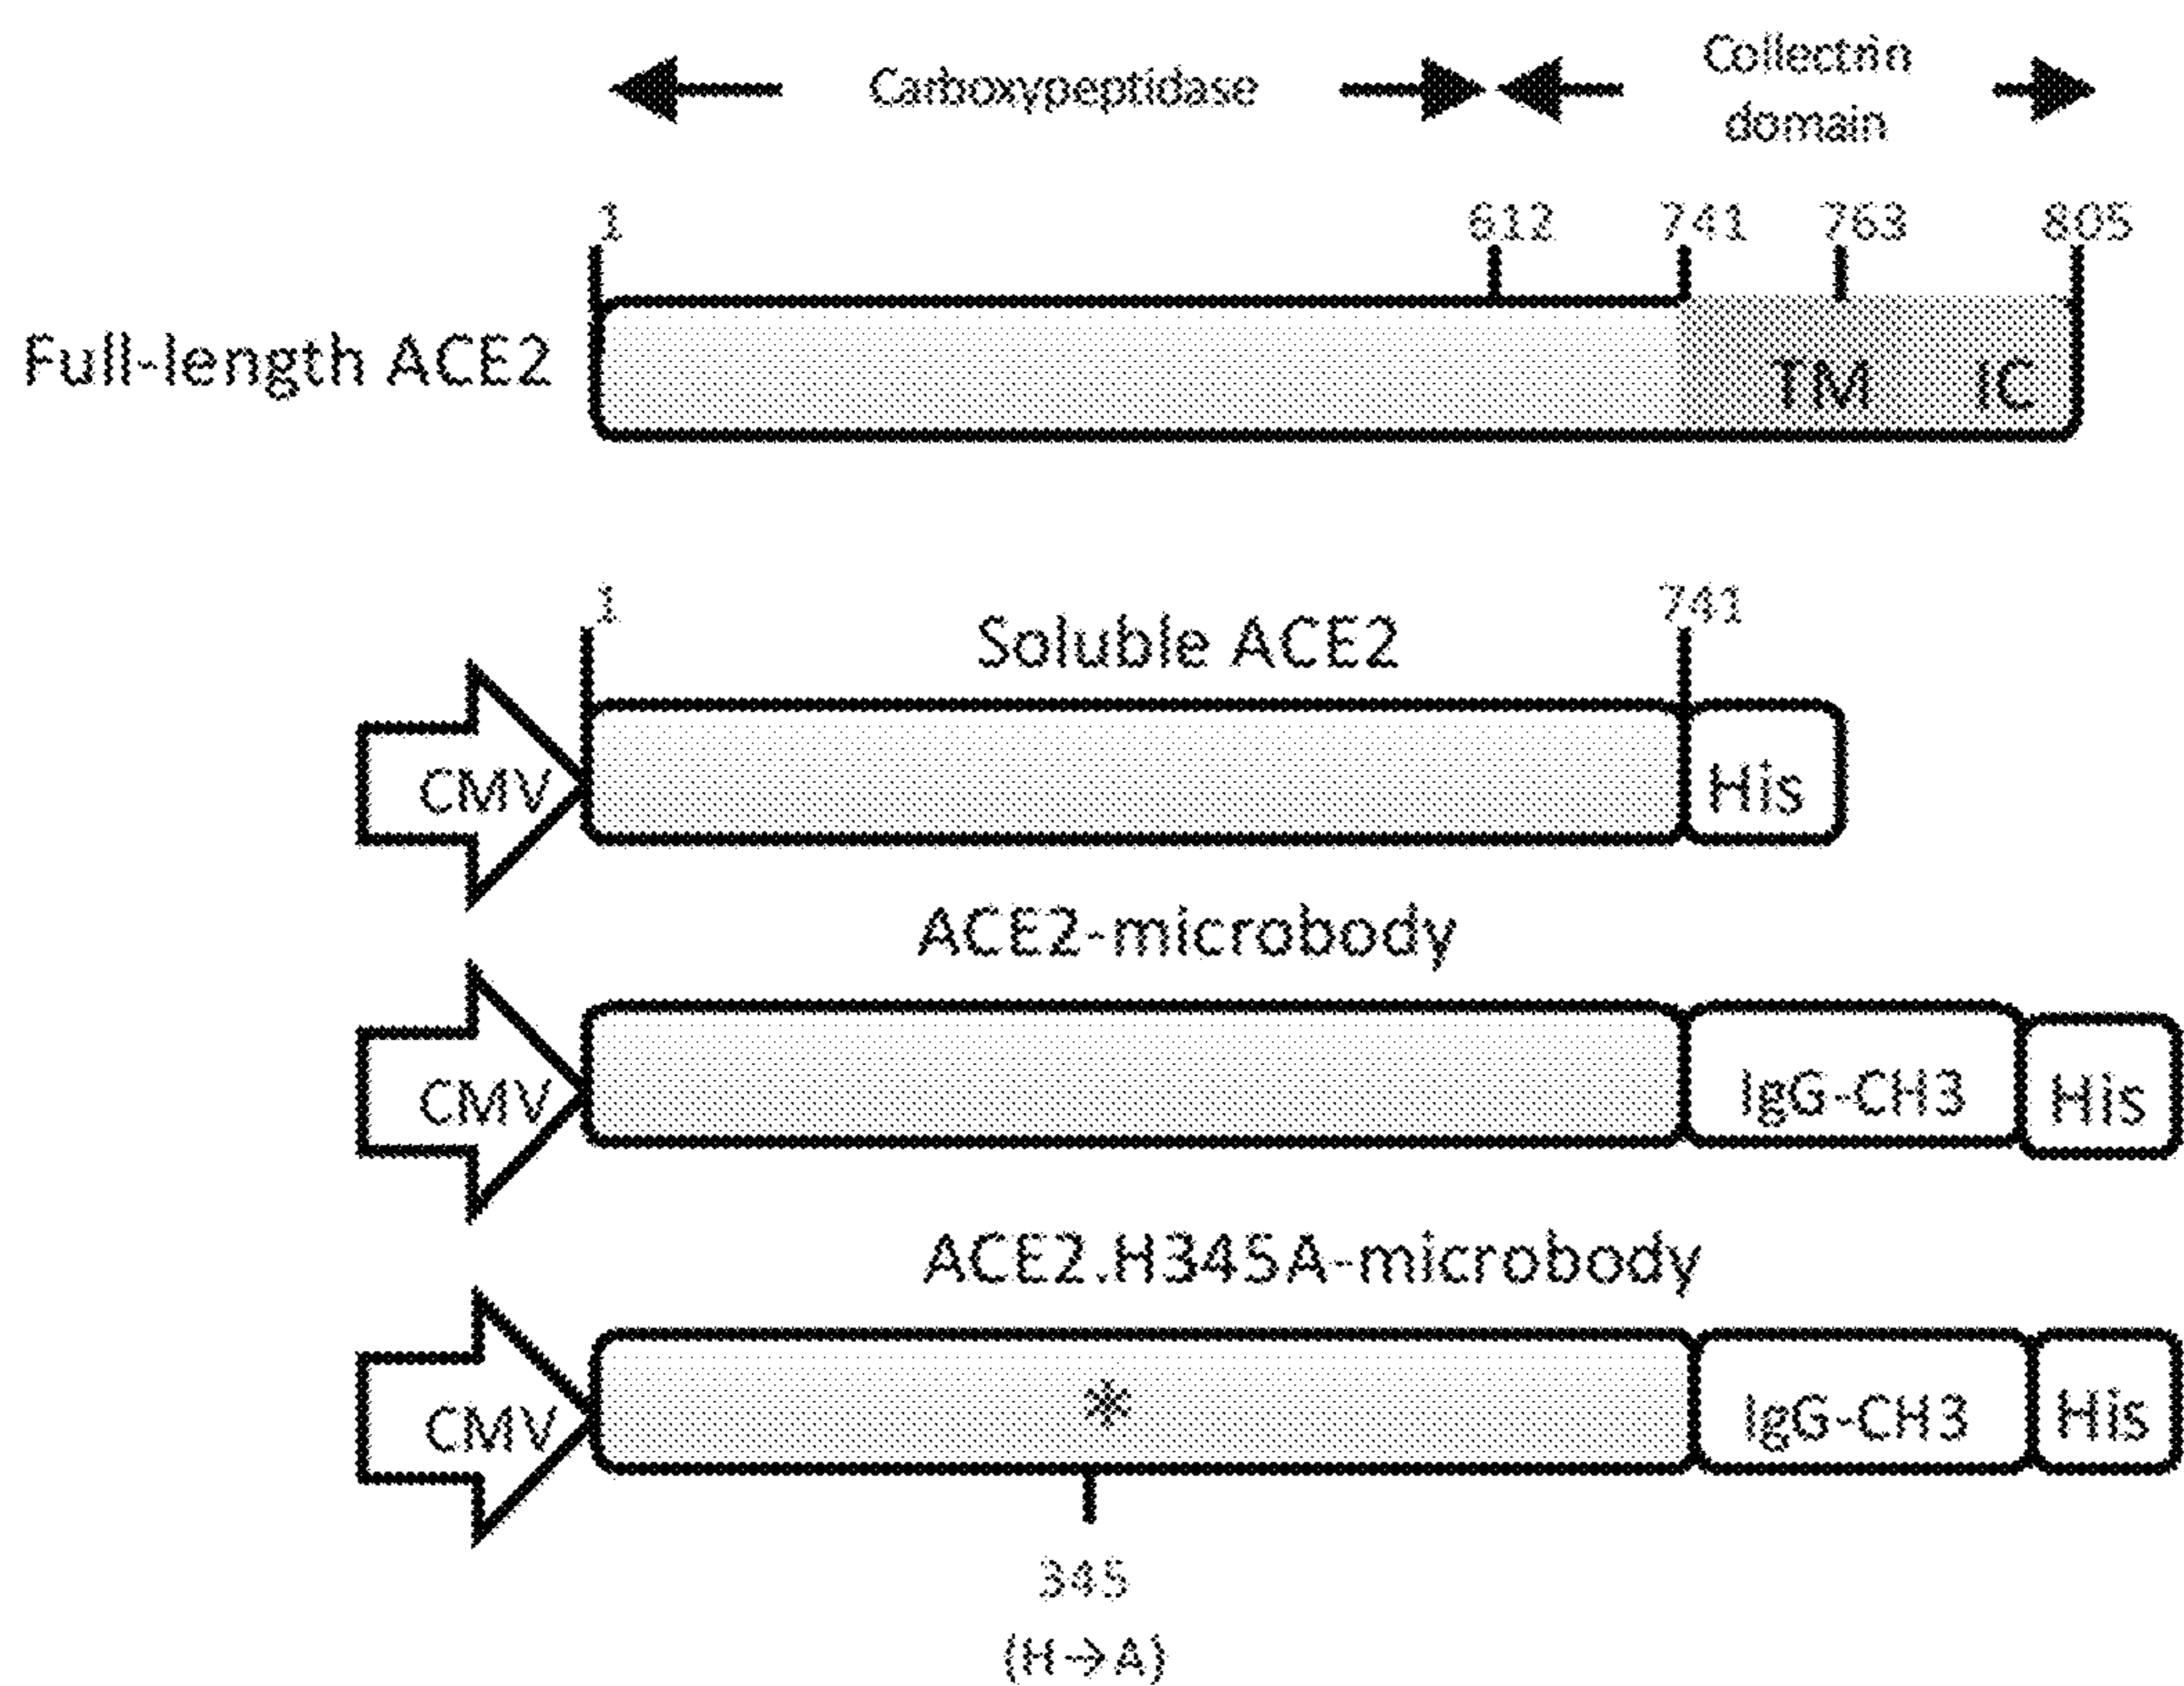 Carboxypeptidase
Collectrin
domain
1 612 741 763 805
Full-length ACE2
TM IC
1 741
Soluble ACE2
CMV His
ACE2-microbody
CMV IgG-CH3 His
ACE2.H345A-microbody
CMV * IgG-CH3 His
345
(H→A)